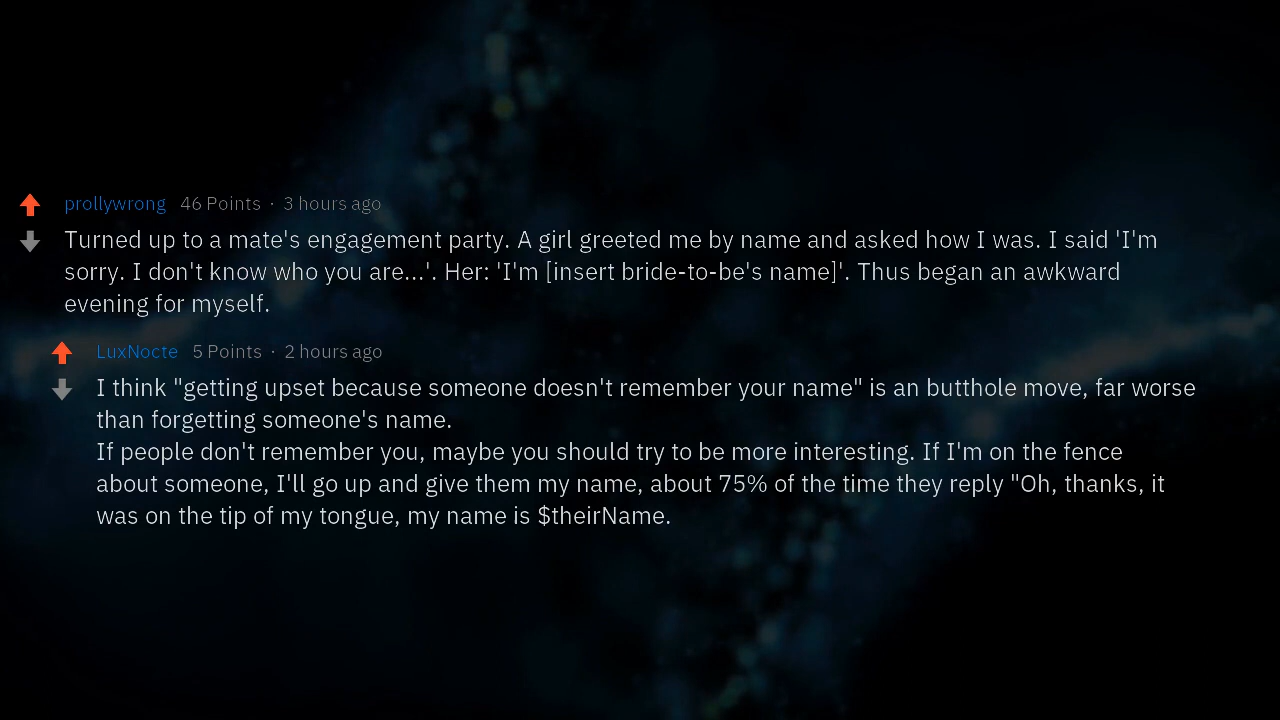 prollywrong 46 Points · 3 hours ago
Turned up to a mate's engagement party. A girl greeted me by name and asked how I was. I said 'I'm
sorry. I don't know who you are...'. Her: 'I'm [insert bride-to-be's name]'. Thus began an awkward
evening for myself.
LuxNocte 5 Points · 2 hours ago
I think "getting upset because someone doesn't remember your name" is an butthole move, far worse
than forgetting someone's name.
If people don't remember you, maybe you should try to be more interesting. If I'm on the fence
about someone, I'll go up and give them my name, about 75% of the time they reply "Oh, thanks, it
was on the tip of my tongue, my name is $theirName.